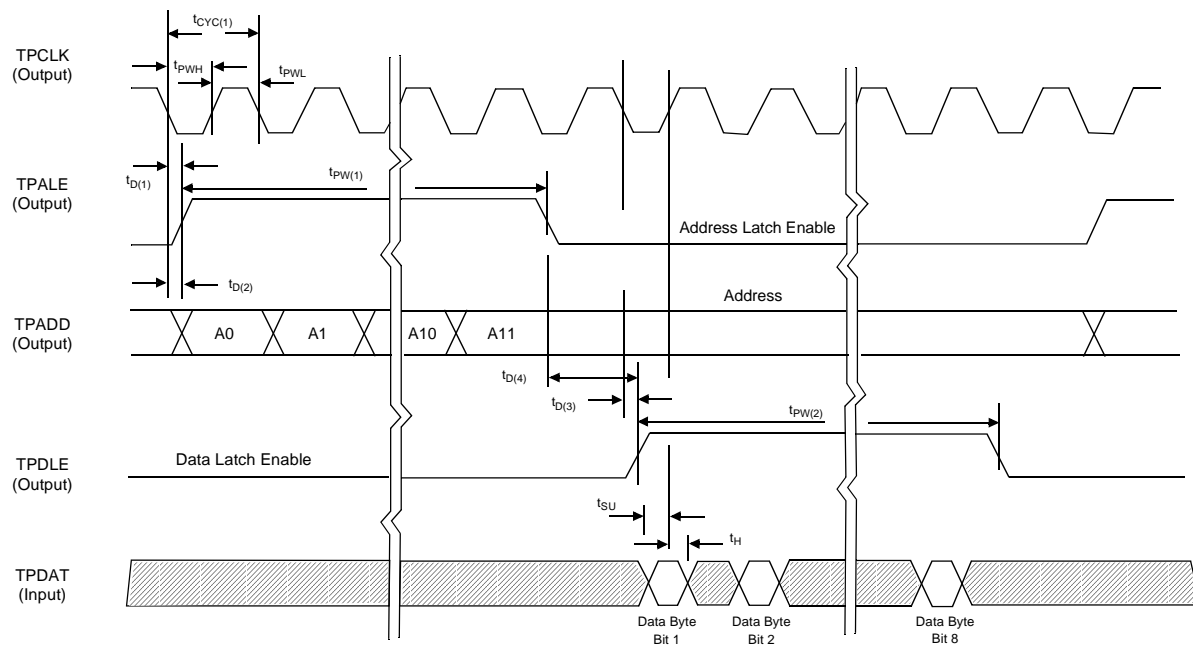 tCYC(1)
TPCLK
(Output)
tPWH
tPWL
TPALE
(Output)
tD(1)
tPW(1)
Address Latch Enable
tD(2)
Address
TPADD
(Output)
A0
A1
A10
A11
tD(4)
tD(3)
tPW(2)
TPDLE
(Output)
Data Latch Enable
tSU
tH
TPDAT
(Input)
Data Byte
Bit 1
Data Byte
Bit 2
Data Byte
Bit 8